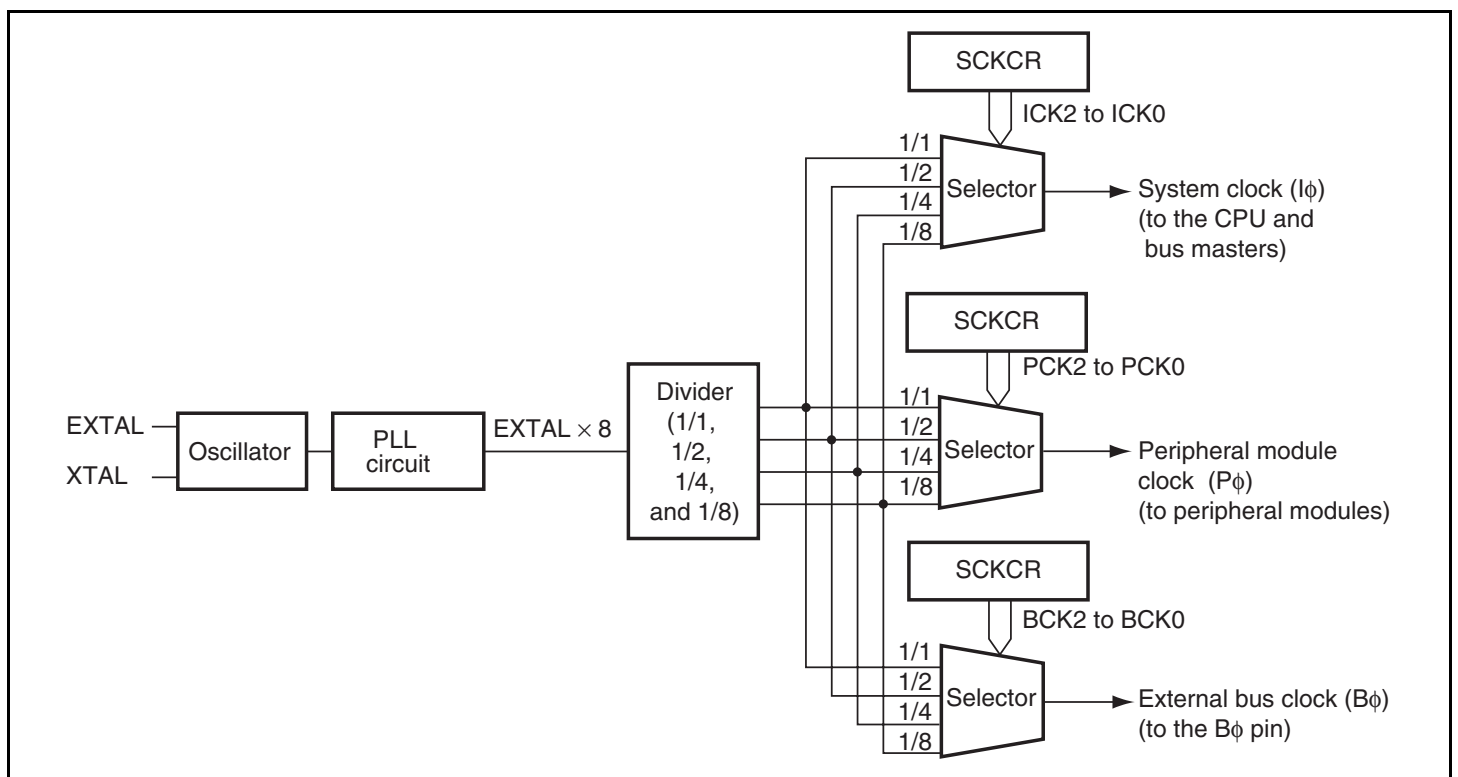 SCKCR
ICK2 to ICK0
1/1
1/2
1/4
1/8
Selector
System clock (Iϕ)
(to the CPU and
bus masters)
SCKCR
PCK2 to PCK0
EXTAL
XTAL
Oscillator
PLL
circuit
EXTAL × 8
Divider
(1/1,
1/2,
1/4,
and 1/8)
1/1
1/2
1/4
1/8
Selector
Peripheral module
clock (Pϕ)
(to peripheral modules)
SCKCR
BCK2 to BCK0
1/1
1/2
1/4
1/8
Selector
External bus clock (Bϕ)
(to the Bϕ pin)